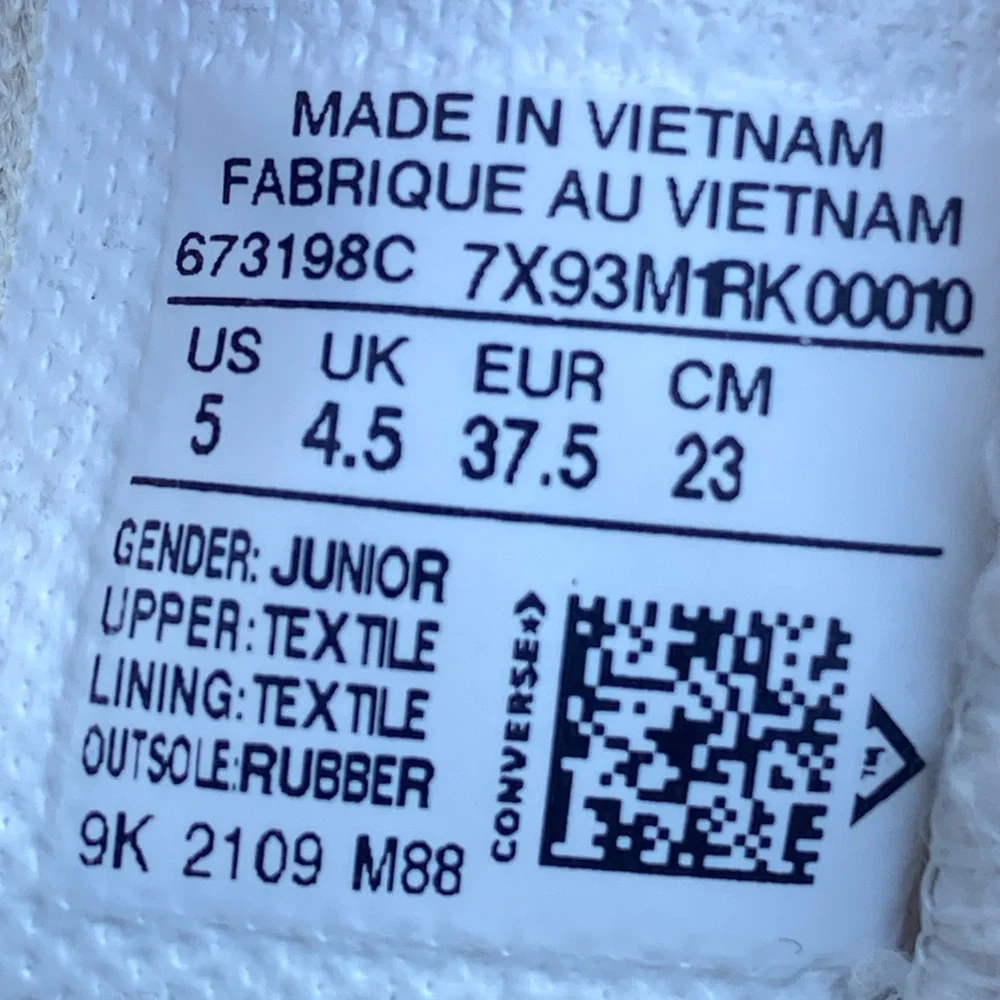 MADE IN VIETNAM
FABRIQUE AU VIETNAM
673198C 7X93M1RK00010
US UK EUR CM
5 4.5 37.5 23
GENDER: JUNIOR
UPPER: TEXTILE
LINING: TEXTILE
OUTSOLE: RUBBER
9K 2109 M88
CONVERSE
TM